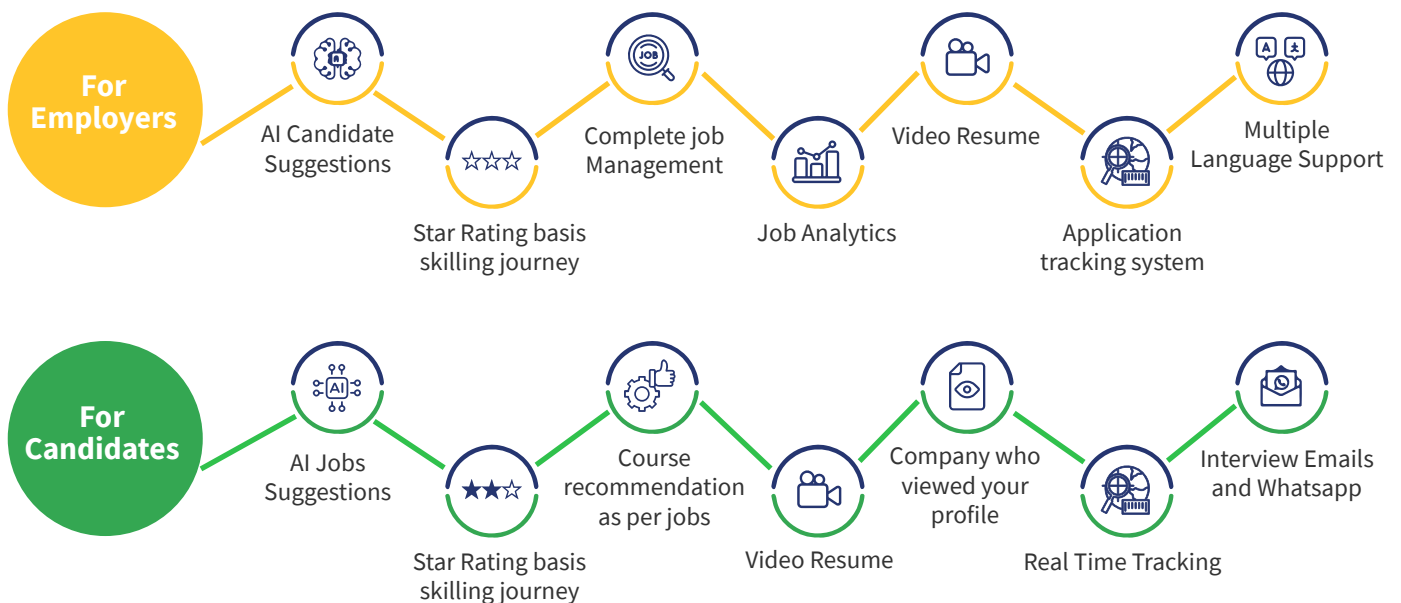 For
Employers
AI Candidate
Suggestions
Star Rating basis
skilling journey
JOB
Complete job
Management
Job Analytics
Video Resume
Application
tracking system
A
Multiple
Language Support
For
Candidates
AI
AI Jobs
Suggestions
Star Rating basis
skilling journey
Course
recommendation
as per jobs
Video Resume
Company who
viewed your
profile
Real Time Tracking
Interview Emails
and Whatsapp